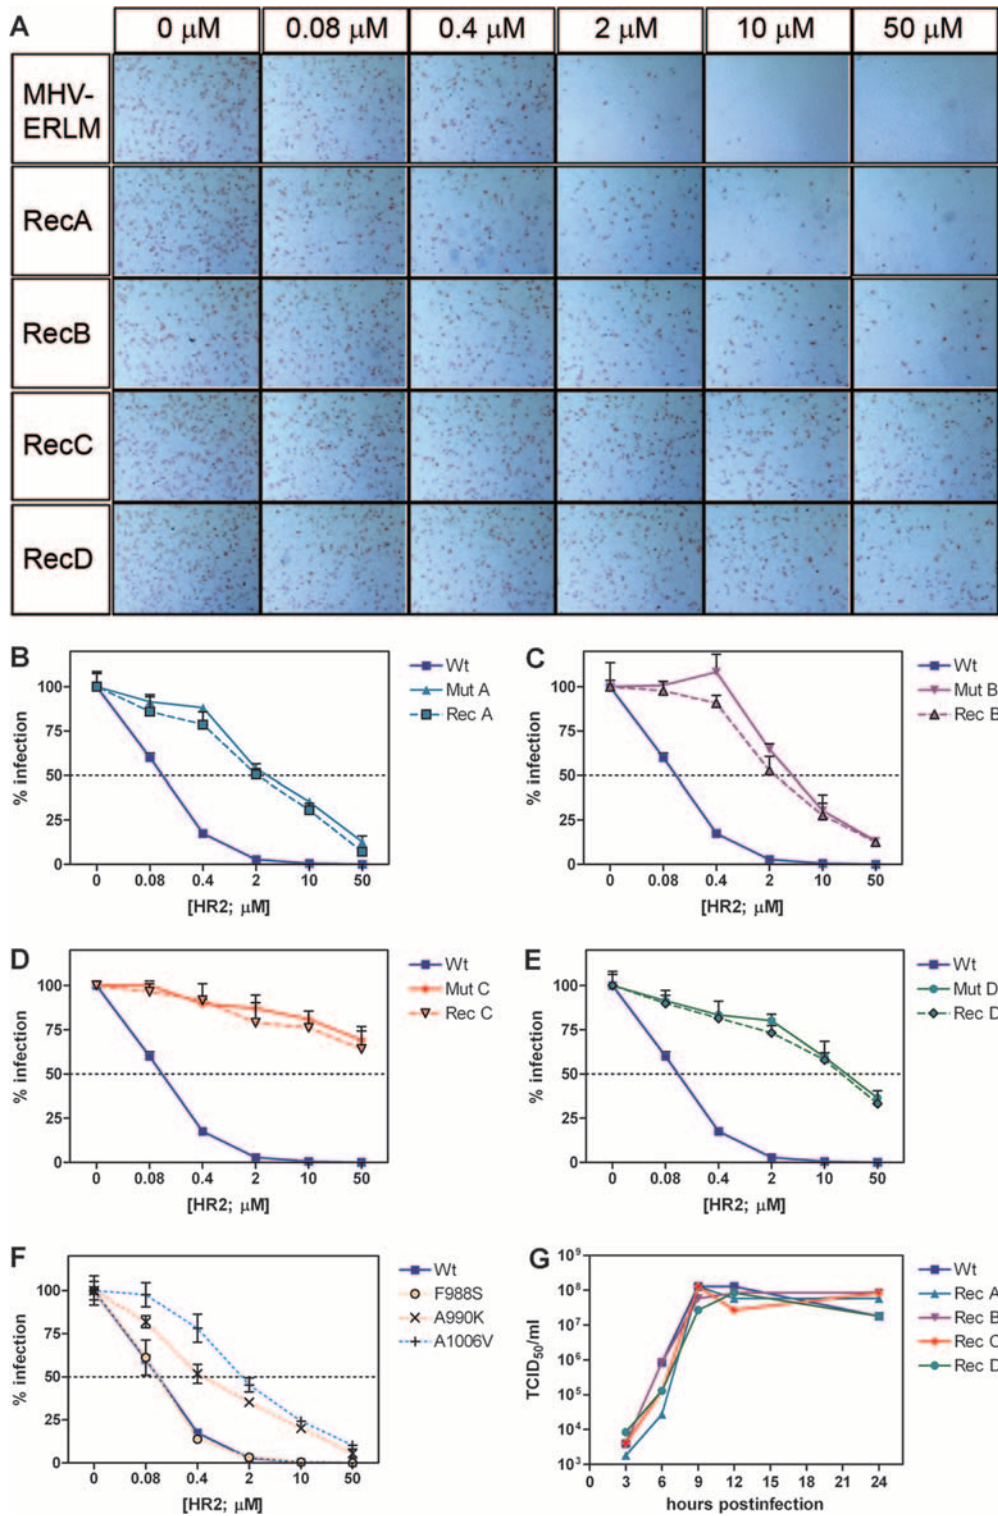 A
0 µM 0.08 µM 0.4 µM 2 µM 10 µM 50 µM
MHV-
ERLM
RecA
RecB
RecC
RecD
B
% infection
100
75
50
25
0
0 0.08 0.4 2 10 50
[HR2; µM]
Wt
Mut A
Rec A
C
% infection
100
75
50
25
0
0 0.08 0.4 2 10 50
[HR2; µM]
Wt
Mut B
Rec B
D
% infection
100
75
50
25
0
0 0.08 0.4 2 10 50
[HR2; µM]
Wt
Mut C
Rec C
E
% infection
100
75
50
25
0
0 0.08 0.4 2 10 50
[HR2; µM]
Wt
Mut D
Rec D
F
% infection
100
75
50
25
0
0 0.08 0.4 2 10 50
[HR2; µM]
Wt
F988S
A990K
A1006V
G
TCID₅₀/ml
10⁹
10⁸
10⁷
10⁶
10⁵
10⁴
10³
0 3 6 9 12 15 18 21 24
hours postinfection
Wt
Rec A
Rec B
Rec C
Rec D